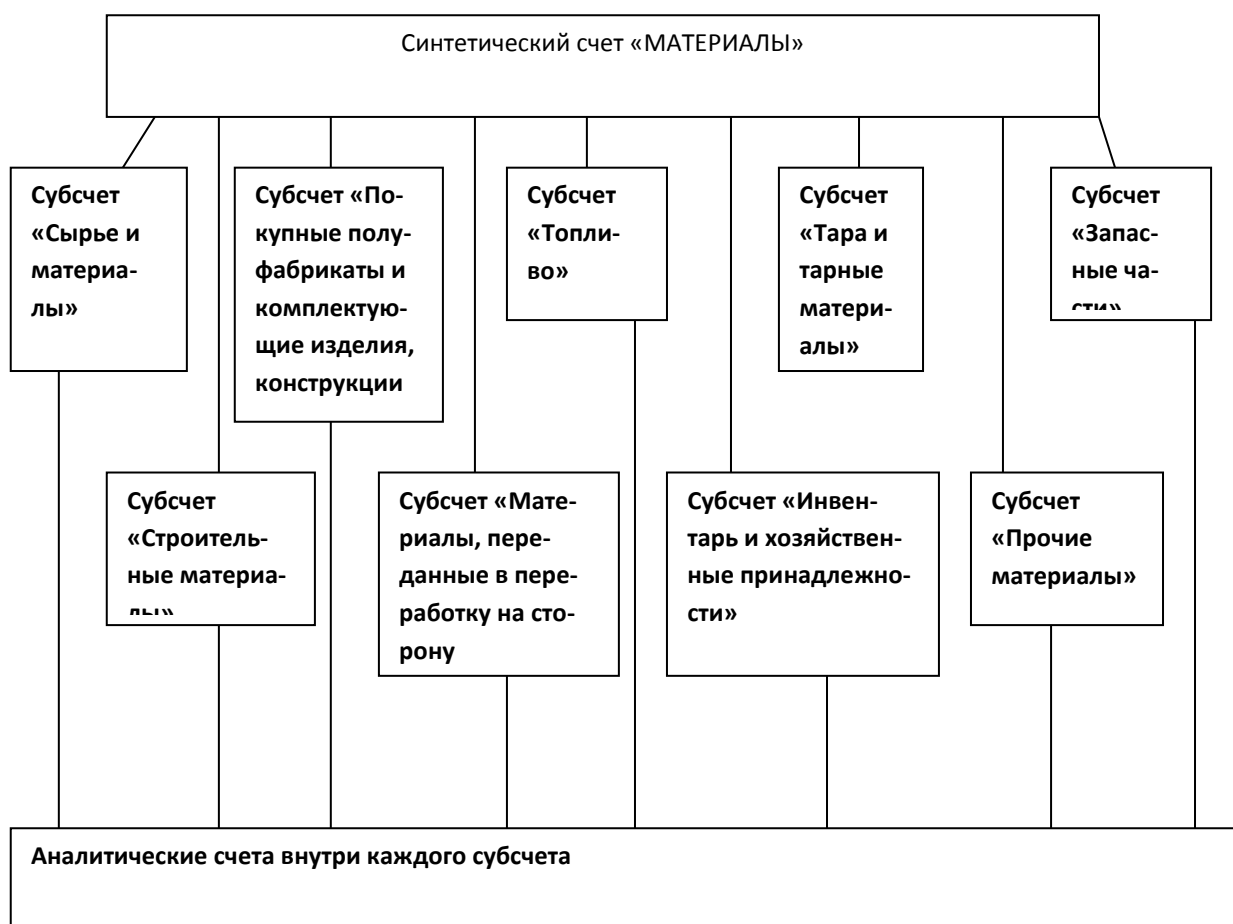 Синтетический счет «МАТЕРИАЛЫ»
Субсчет
«Сырье и
материа-
лы»
Субсчет «По-
купные полу-
фабрикаты и
комплектую-
щие изделия,
конструкции
Субсчет
«Топли-
во»
Субсчет
«Тара и
тарные
матери-
алы»
Субсчет
«Запас-
ные ча-
сти»
Субсчет
«Строитель-
ные материа-
лы»
Субсчет «Мате-
риалы, пере-
данные в пере-
работку на сто-
рону
Субсчет «Инвен-
тарь и хозяйствен-
ные принадлежно-
сти»
Субсчет
«Прочие
материалы»
Аналитические счета внутри каждого субсчета